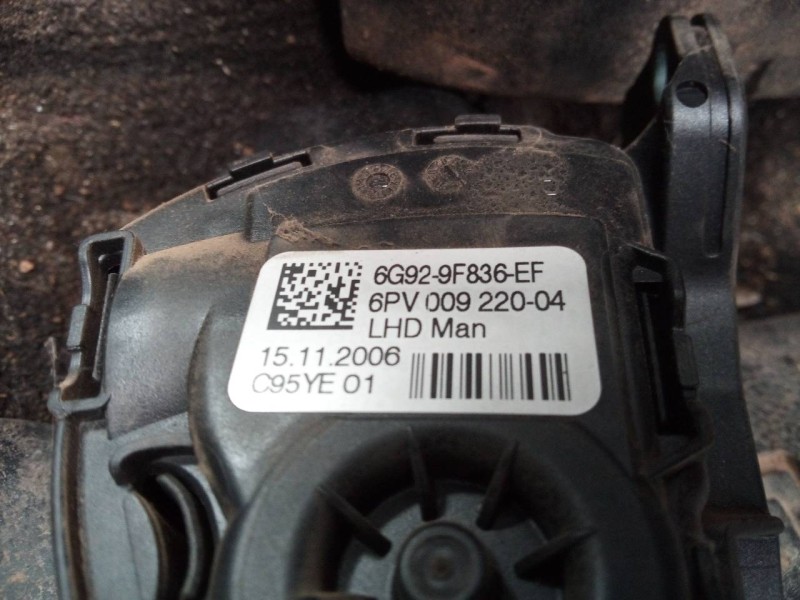 6G92-9F836-EF
6PV 009 220-04
LHD Man
15.11.2006
C95YE 01